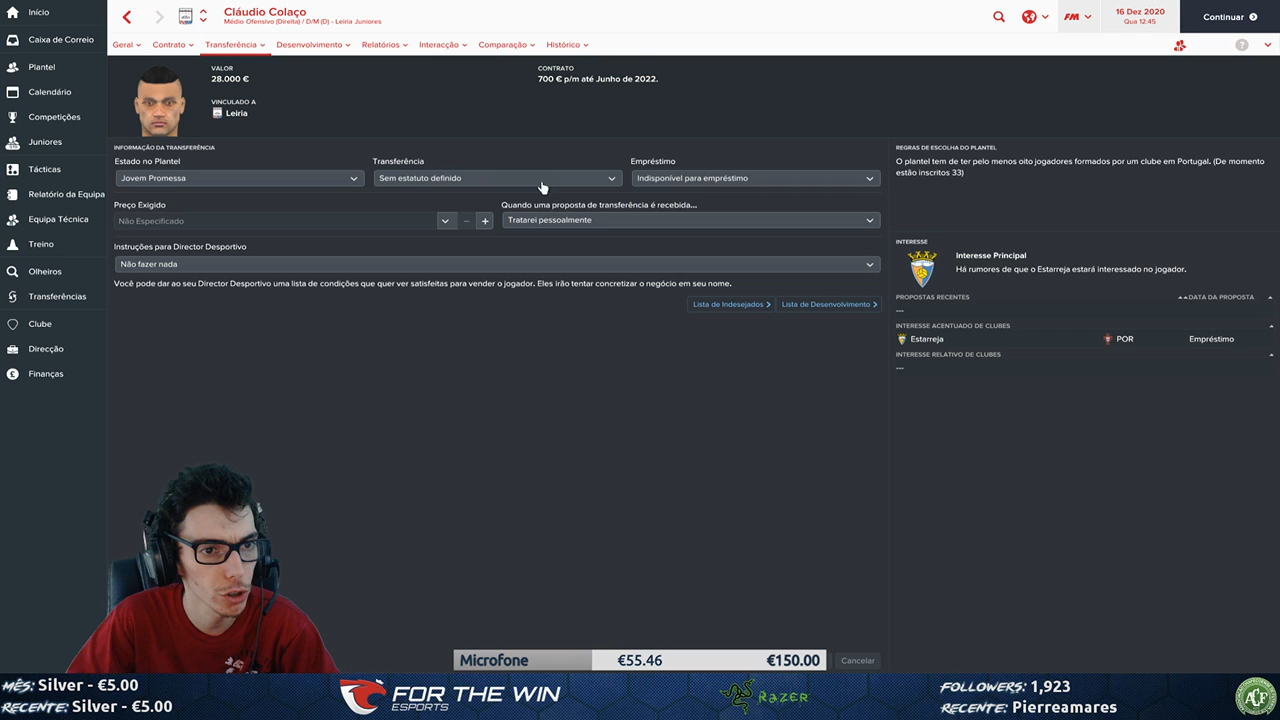 Início
Caixa de Correio
Plantel
Calendário
Competições
Juniores
Tácticas
Relatório da Equipa
Equipa Técnica
Treino
Olheiros
Transferências
Clube
Direcção
Finanças
Cláudio Colaço
Médio Ofensivo (Direita) / D/M (D) - Leiria Juniores
FM
16 Dez 2020
Qua 12:45
Continuar
Geral
Contrato
Transferência
Desenvolvimento
Relatórios
Interacção
Comparação
Histórico
VALOR
28.000 €
VINCULADO A
Leiria
CONTRATO
700 € p/m até Junho de 2022.
INFORMAÇÃO DA TRANSFERÊNCIA
Estado no Plantel
Transferência
Empréstimo
Jovem Promessa
Sem estatuto definido
Indisponível para empréstimo
Preço Exigido
Quando uma proposta de transferência é recebida...
Não Especificado
Tratarei pessoalmente
Instruções para Director Desportivo
Não fazer nada
Você pode dar ao seu Director Desportivo uma lista de condições que quer ver satisfeitas para vender o jogador. Eles irão tentar concretizar o negócio em seu nome.
Lista de Indesejados
Lista de Desenvolvimento
REGRAS DE ESCOLHA DO PLANTEL
O plantel tem de ter pelo menos oito jogadores formados por um clube em Portugal. (De momento
estão inscritos 33)
INTERESSE
Interesse Principal
Há rumores de que o Estarreja estará interessado no jogador.
PROPOSTAS RECENTES
DATA DA PROPOSTA
---
INTERESSE ACENTUADO DE CLUBES
Estarreja
POR
Empréstimo
INTERESSE RELATIVO DE CLUBES
---
Microfone
€55.46
€150.00
Cancelar
MÊS: Silver - €5.00
RECENTE: Silver - €5.00
FOR THE WIN
ESPORTS
RAZER
FOLLOWERS: 1,923
RECENTE: Pierreamares
ACF